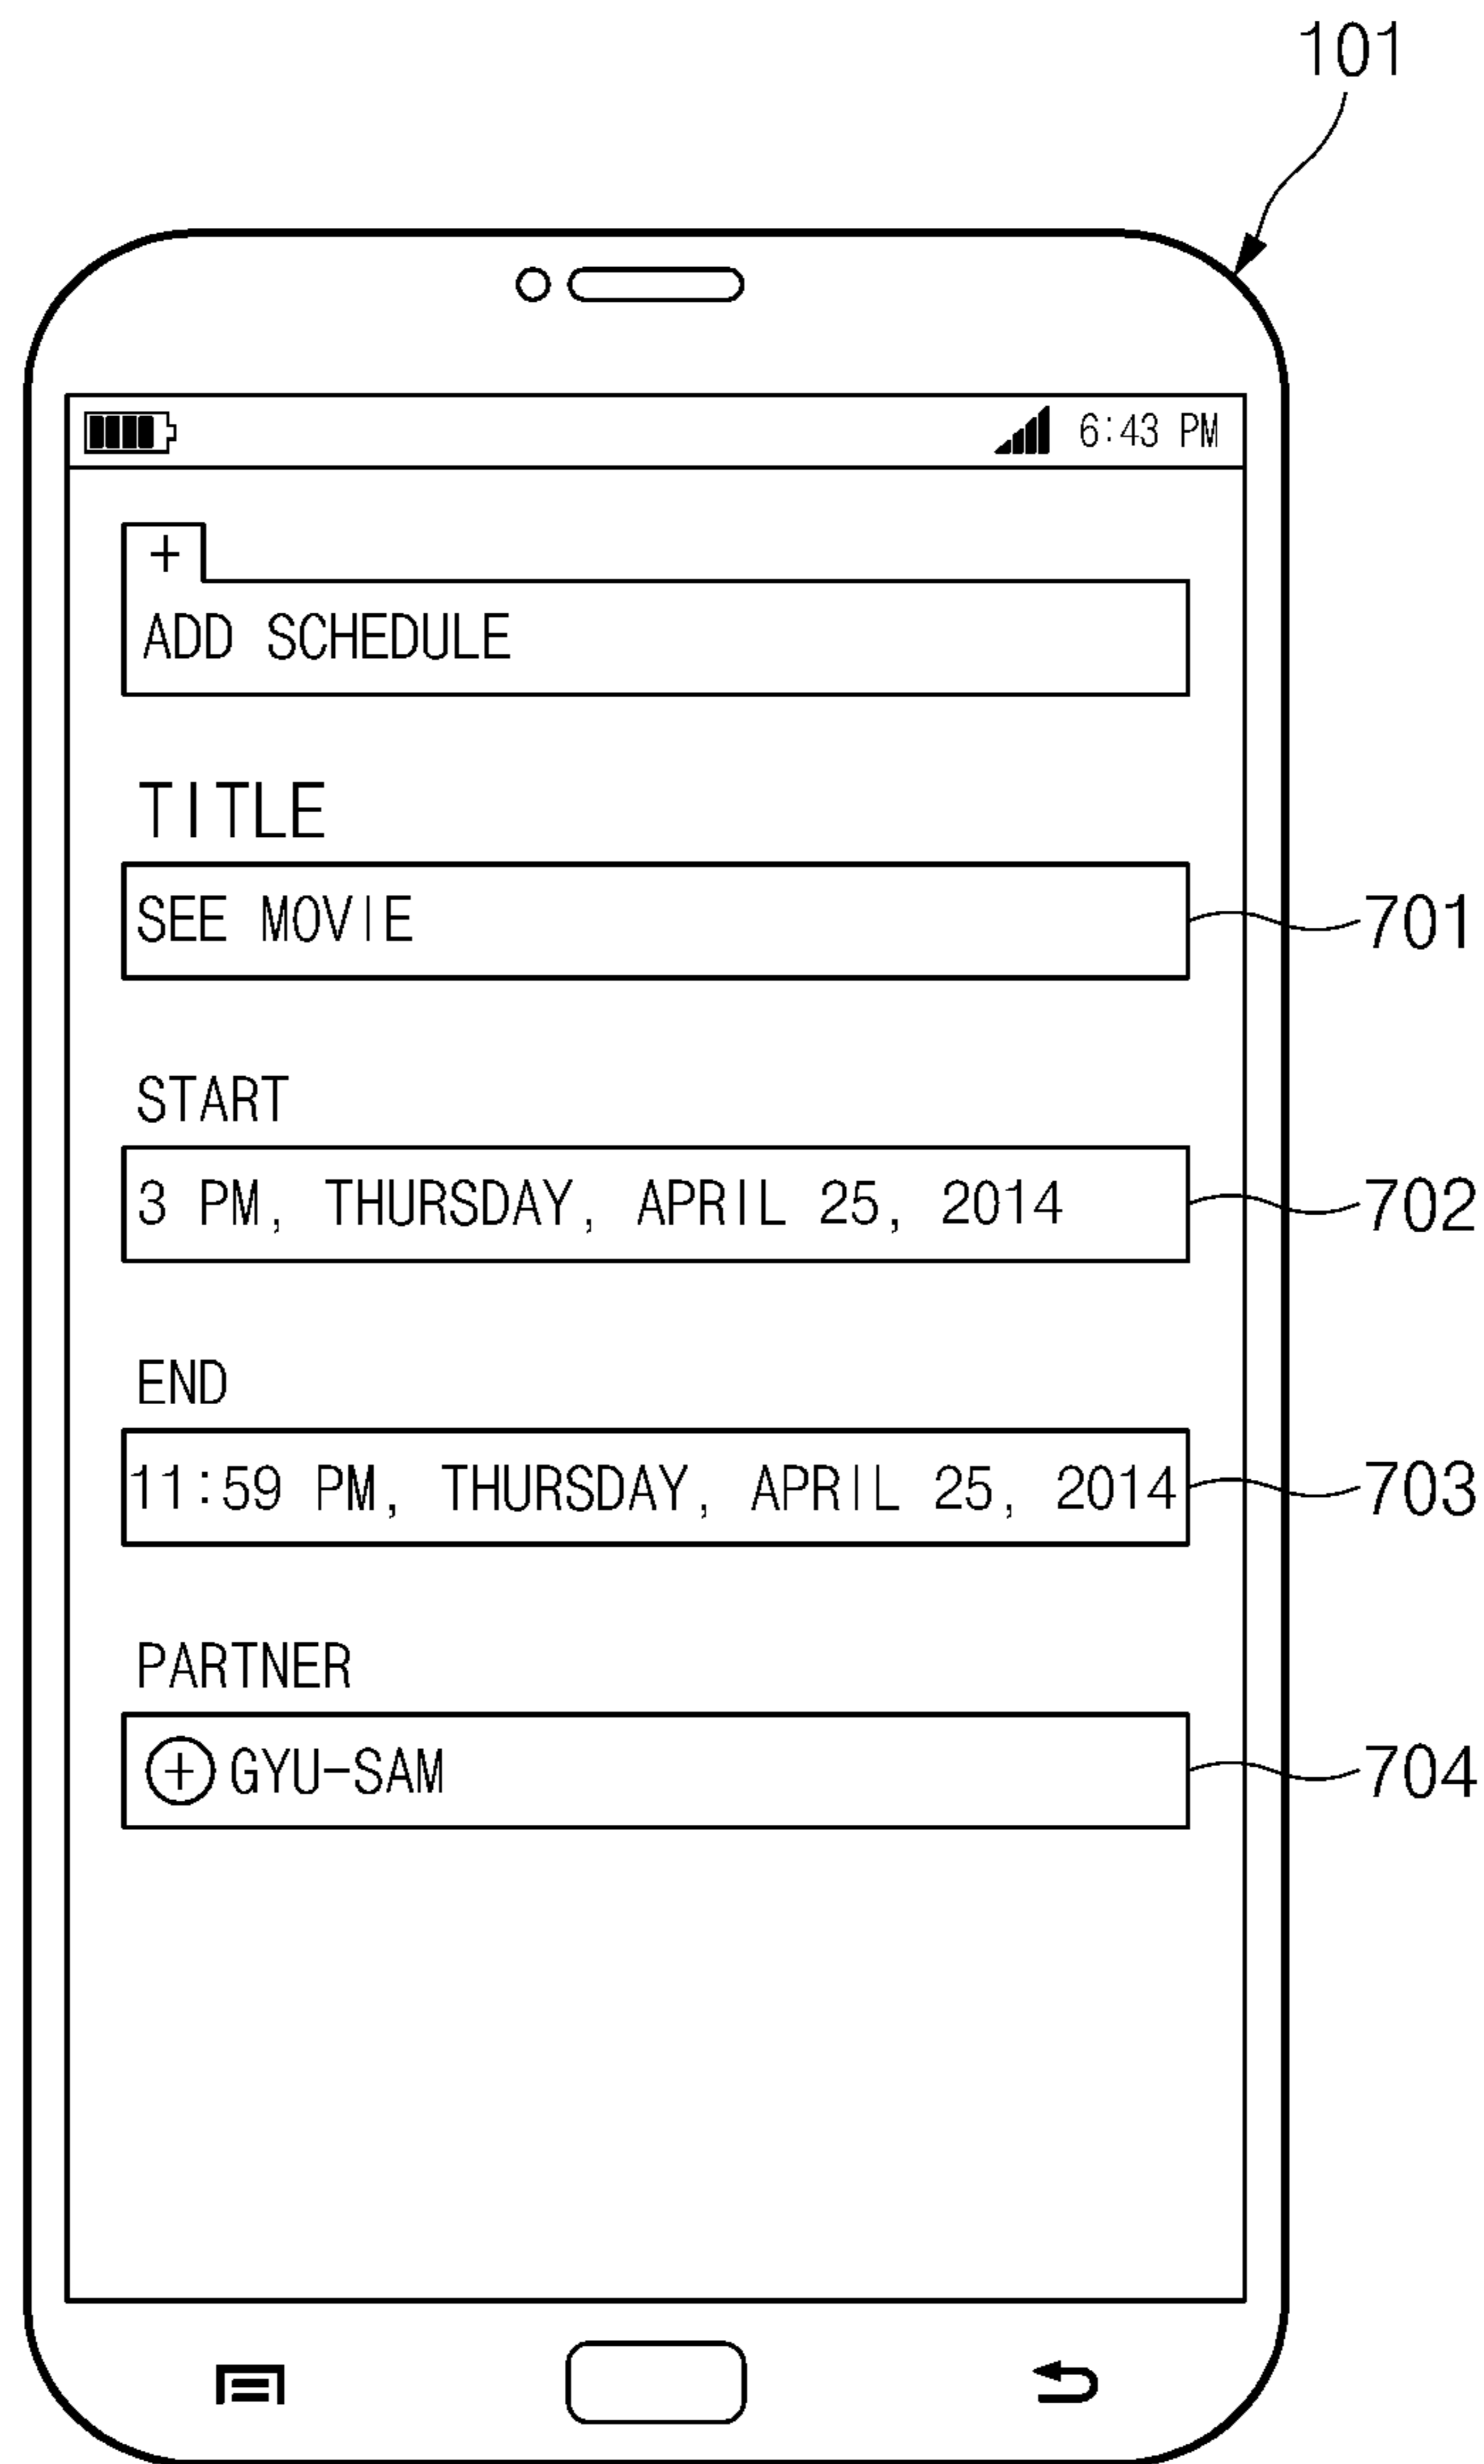 101
6:43 PM
+
ADD SCHEDULE
TITLE
SEE MOVIE
701
START
3 PM, THURSDAY, APRIL 25, 2014
702
END
11:59 PM, THURSDAY, APRIL 25, 2014
703
PARTNER
+ GYU-SAM
704